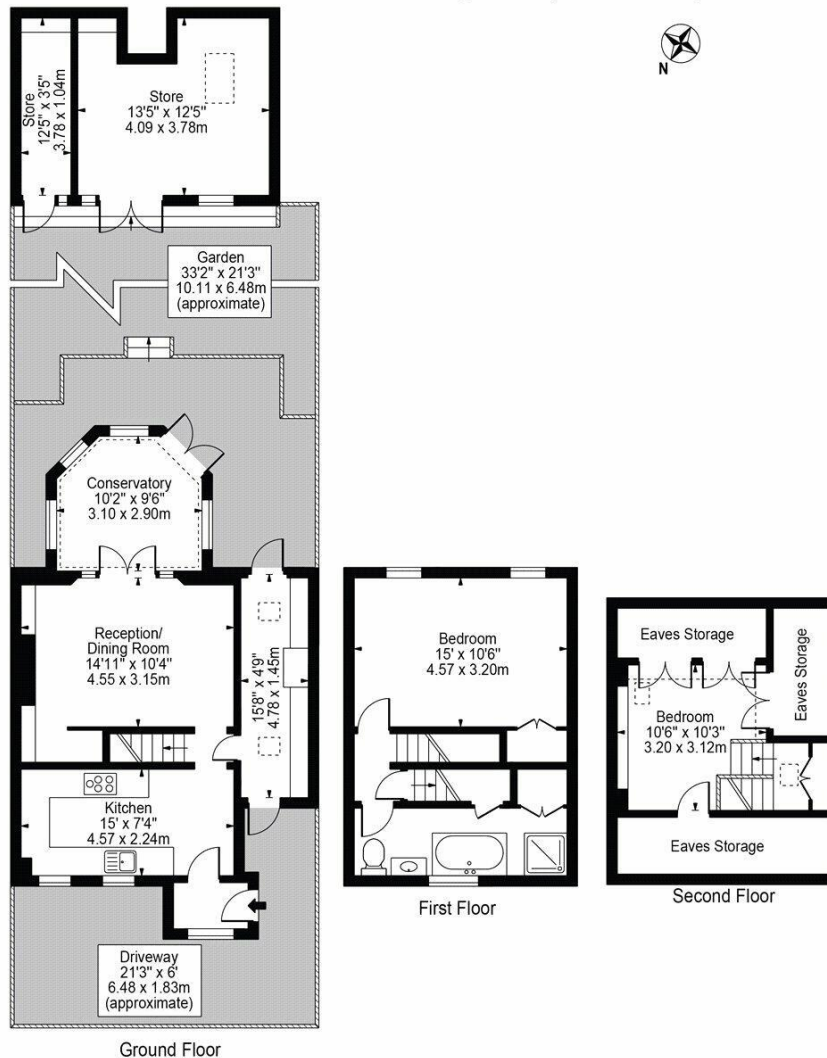 N
Store
12'5" x 3'5"
3.78 x 1.04m
Store
13'5" x 12'5"
4.09 x 3.78m
Garden
33'2" x 21'3"
10.11 x 6.48m
(approximate)
Conservatory
10'2" x 9'6"
3.10 x 2.90m
Reception/
Dining Room
14'11" x 10'4"
4.55 x 3.15m
15'8" x 4'9"
4.78 x 1.45m
Kitchen
15' x 7'4"
4.57 x 2.24m
Driveway
21'3" x 6'
6.48 x 1.83m
(approximate)
Ground Floor
Bedroom
15' x 10'6"
4.57 x 3.20m
First Floor
Eaves Storage
Eaves Storage
Bedroom
10'6" x 10'3"
3.20 x 3.12m
Eaves Storage
Second Floor